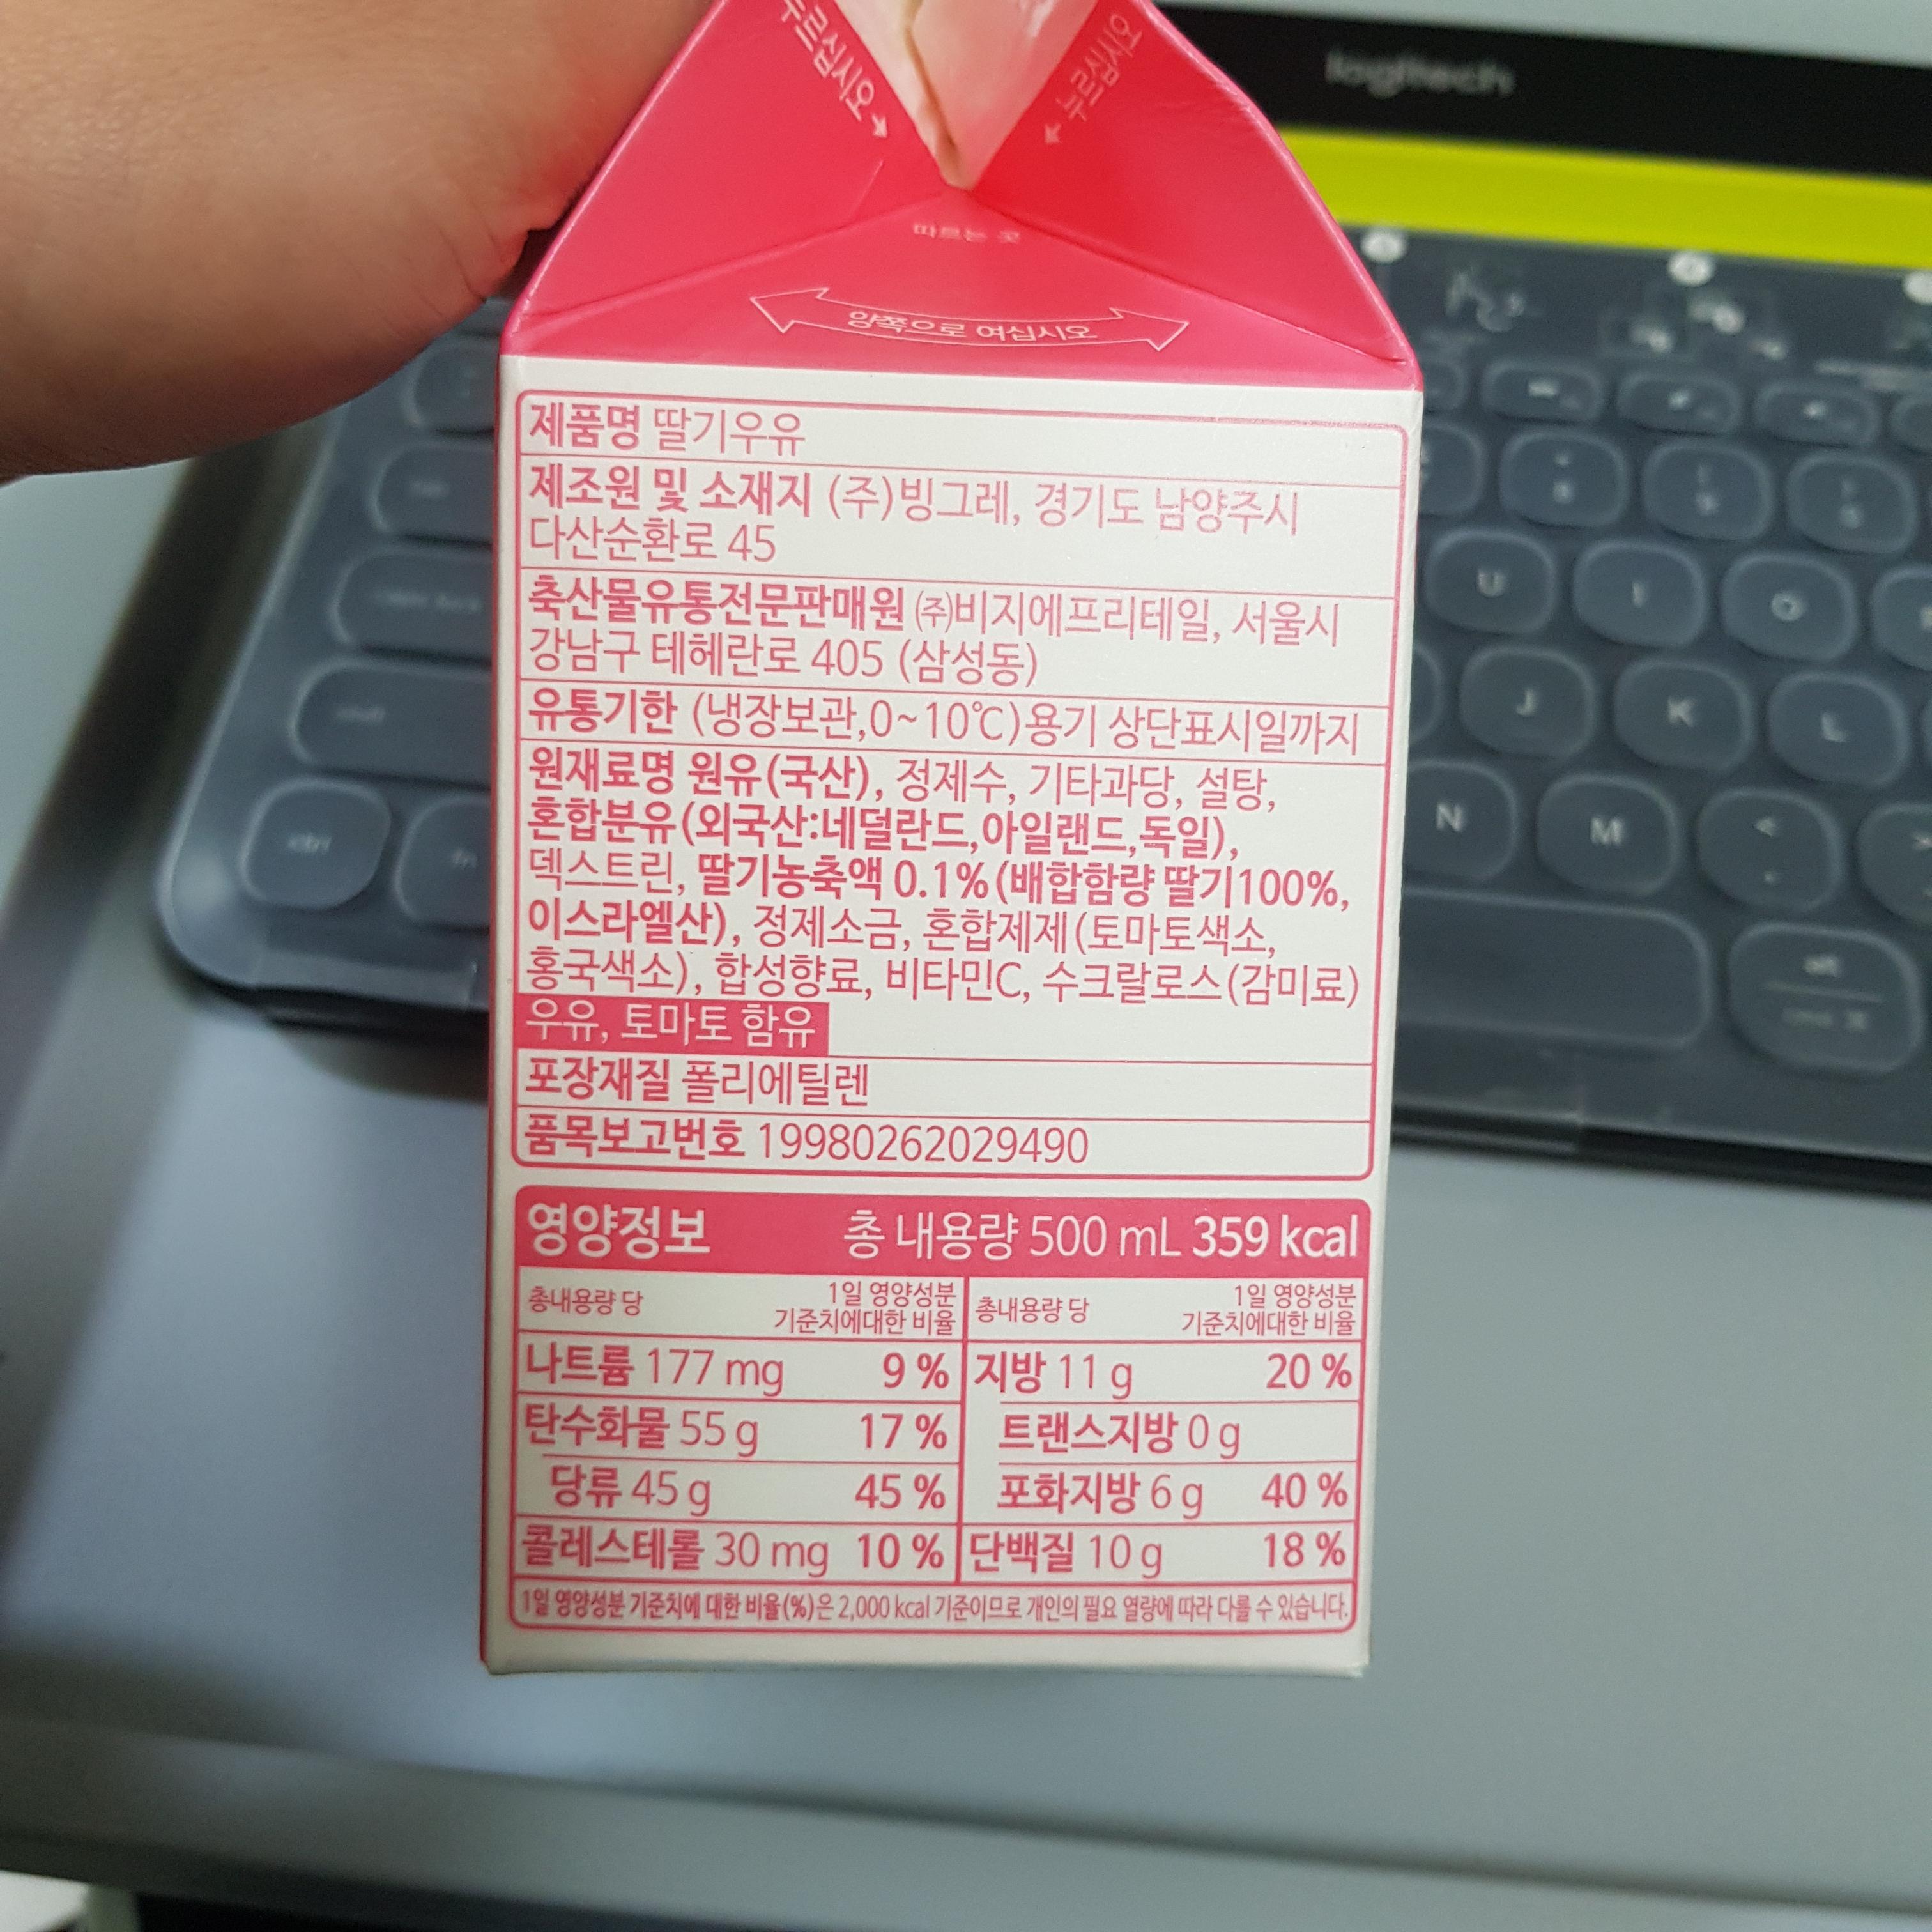 누르십시오
누르십시오
logitech
따르는 곳
양쪽으로 여십시오
제품명 딸기우유
제조원 및 소재지 (주)빙그레, 경기도 남양주시
다산순환로 45
축산물유통전문판매원 ㈜비지에프리테일, 서울시
강남구 테헤란로 405 (삼성동)
유통기한 (냉장보관,0~10℃)용기 상단표시일까지
원재료명 원유(국산), 정제수, 기타과당, 설탕,
혼합분유(외국산:네덜란드,아일랜드,독일),
덱스트린, 딸기농축액 0.1%(배합함량 딸기100%,
이스라엘산), 정제소금, 혼합제제(토마토색소,
홍국색소), 합성향료, 비타민C, 수크랄로스(감미료)
우유, 토마토 함유
포장재질 폴리에틸렌
품목보고번호 19980262029490
영양정보 총 내용량 500 mL 359 kcal
총내용량 당 1일 영양성분 기준치에대한 비율 총내용량 당 1일 영양성분 기준치에대한 비율
나트륨 177 mg 9 % 지방 11 g 20 %
탄수화물 55 g 17 % 트랜스지방 0 g
당류 45 g 45 % 포화지방 6 g 40 %
콜레스테롤 30 mg 10 % 단백질 10 g 18 %
1일 영양성분 기준치에 대한 비율(%)은 2,000 kcal 기준이므로 개인의 필요 열량에 따라 다를 수 있습니다.
U I O
J K L
N M
ctrl fn
alt